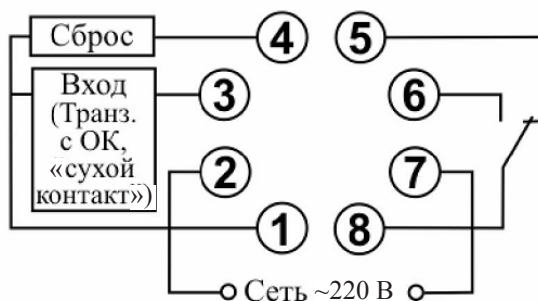 Сброс
4 5
Вход
(Транз.
с ОК,
«сухой
контакт»)
3 6
2 7
1 8
Сеть ~220 В